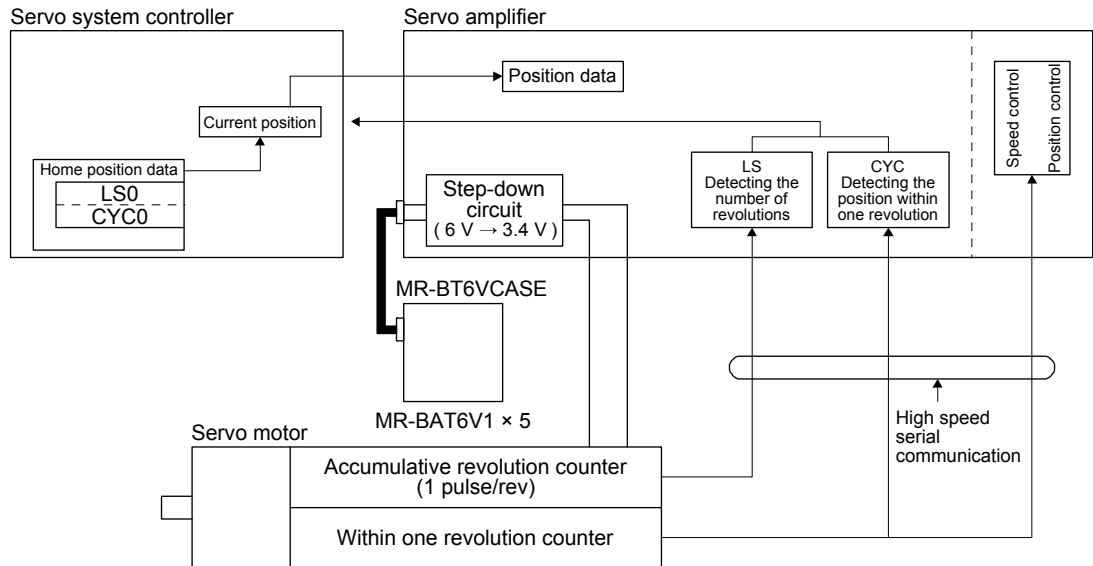 Servo system controller
Servo amplifier
Position data
Current position
Home position data
LS0
CYC0
Step-down
circuit
( 6 V → 3.4 V )
LS
Detecting the
number of
revolutions
CYC
Detecting the
position within
one revolution
Speed control
Position control
MR-BT6VCASE
MR-BAT6V1 × 5
High speed
serial
communication
Servo motor
Accumulative revolution counter
(1 pulse/rev)
Within one revolution counter